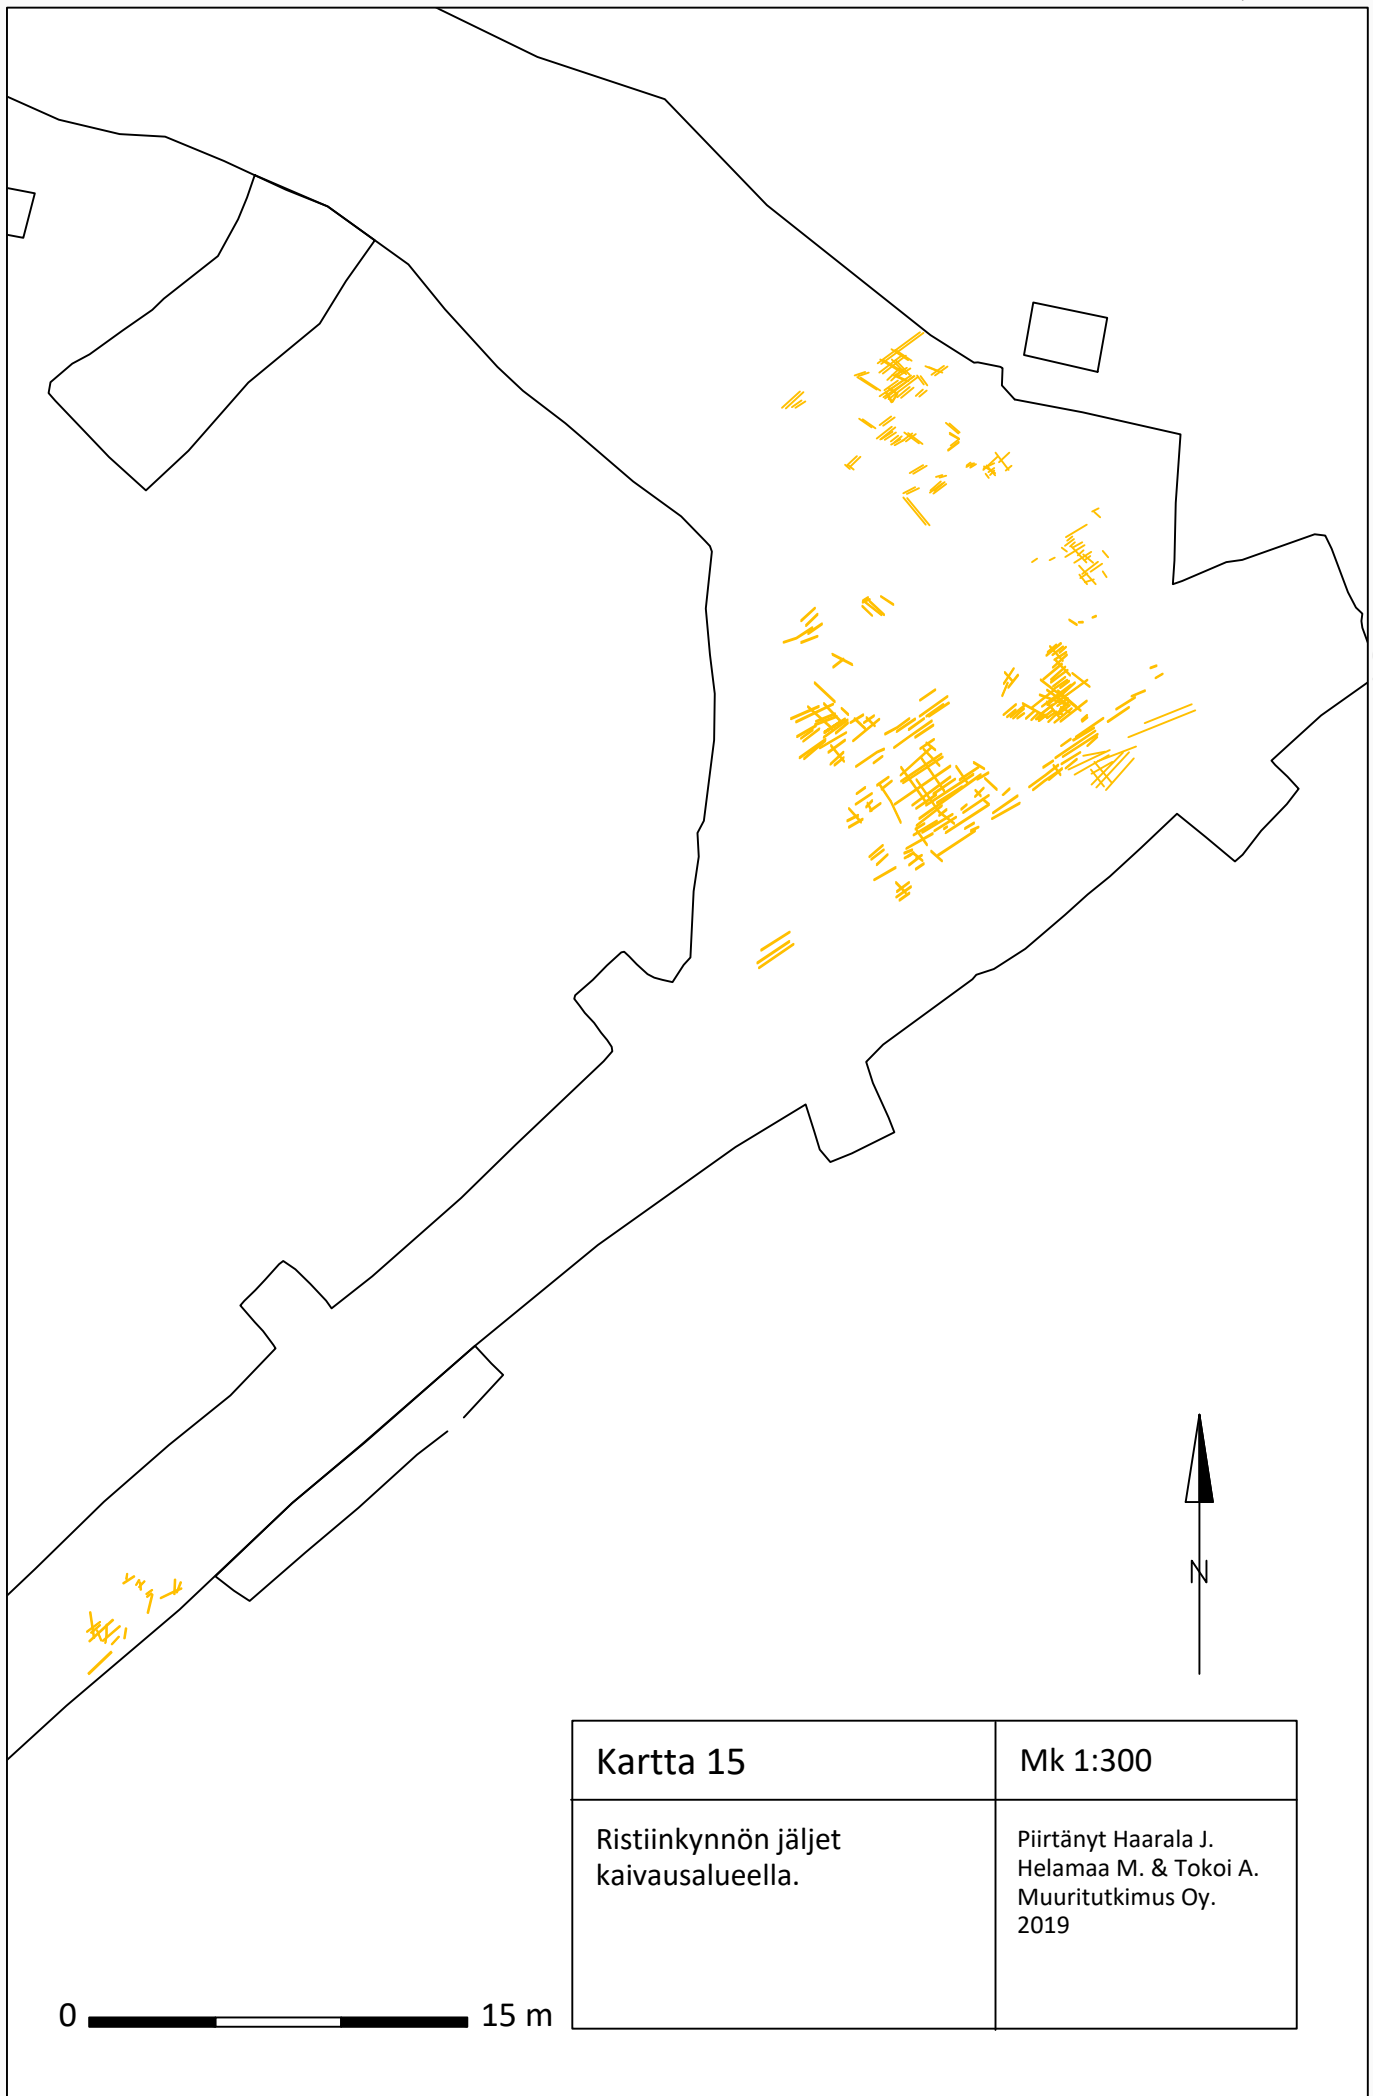 N
Kartta 15
Mk 1:300
Ristiinkynnön jäljet
kaivausalueella.
Piirtänyt Haarala J.
Helamaa M. & Tokoi A.
Muuritutkimus Oy.
2019
0
15 m